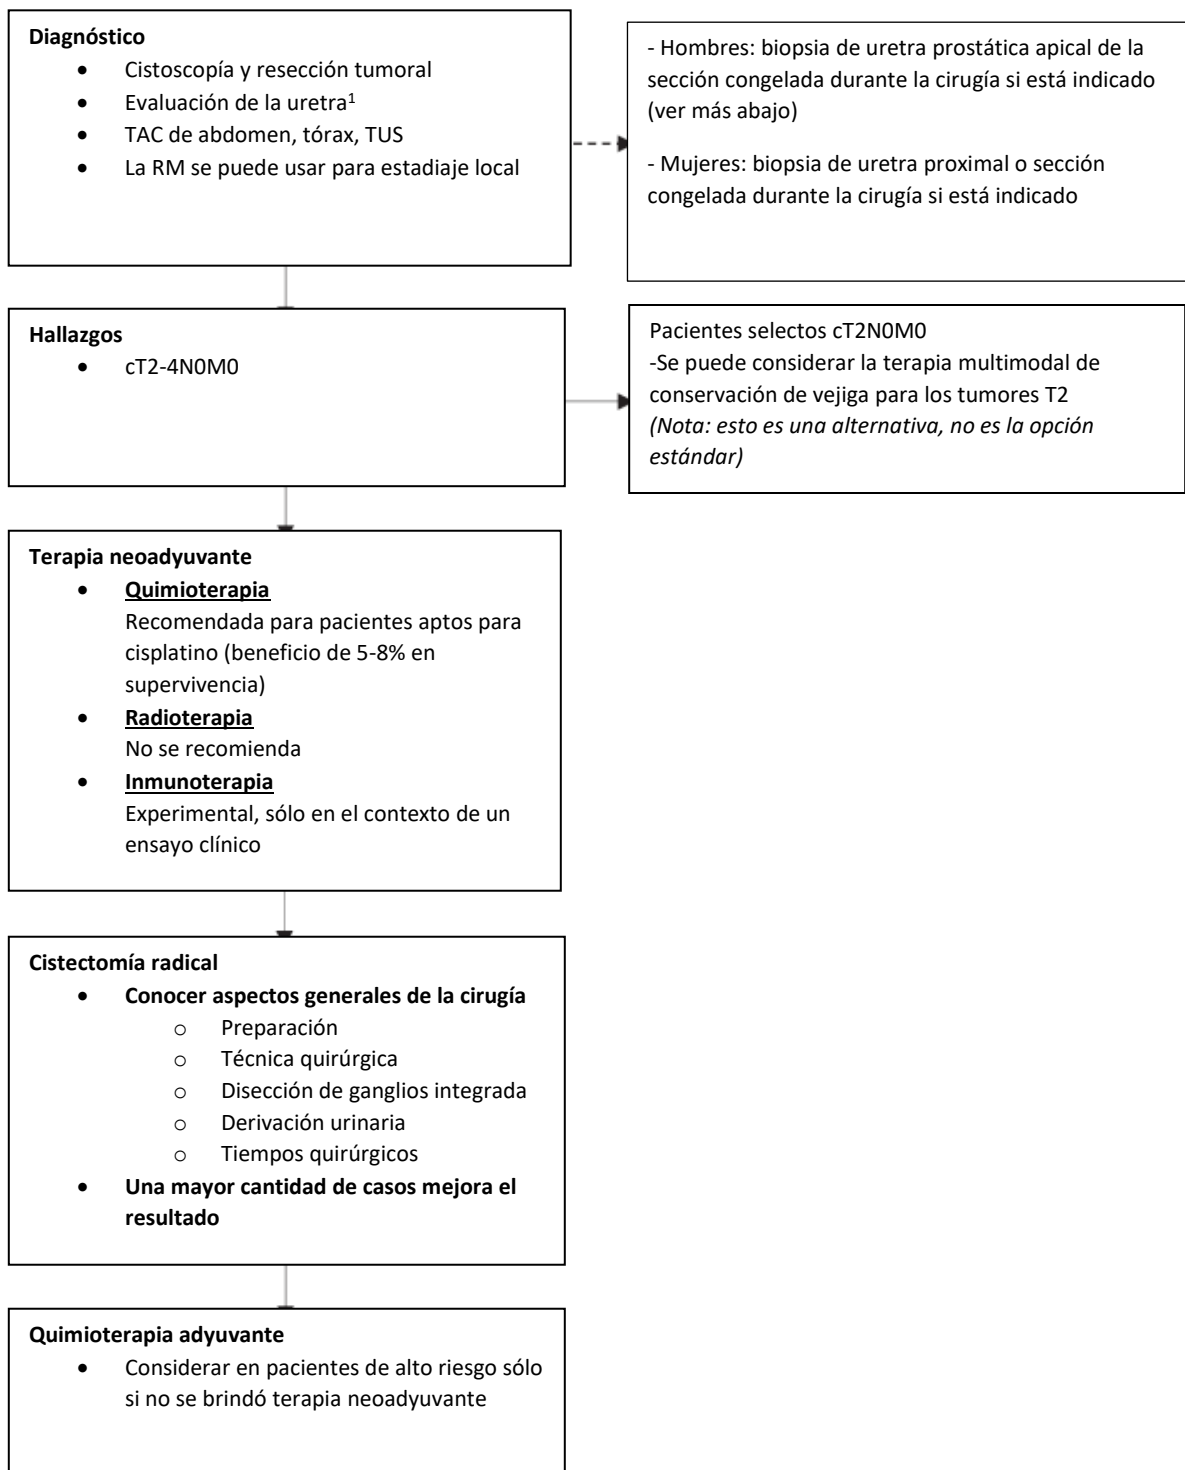 Diagnóstico
• Cistoscopía y resección tumoral
• Evaluación de la uretra1
• TAC de abdomen, tórax, TUS
• La RM se puede usar para estadiaje local
- Hombres: biopsia de uretra prostática apical de la
sección congelada durante la cirugía si está indicado
(ver más abajo)
- Mujeres: biopsia de uretra proximal o sección
congelada durante la cirugía si está indicado
Hallazgos
• cT2-4N0M0
Pacientes selectos cT2N0M0
-Se puede considerar la terapia multimodal de
conservación de vejiga para los tumores T2
(Nota: esto es una alternativa, no es la opción
estándar)
Terapia neoadyuvante
• Quimioterapia
Recomendada para pacientes aptos para
cisplatino (beneficio de 5-8% en
supervivencia)
• Radioterapia
No se recomienda
• Inmunoterapia
Experimental, sólo en el contexto de un
ensayo clínico
Cistectomía radical
• Conocer aspectos generales de la cirugía
o Preparación
o Técnica quirúrgica
o Disección de ganglios integrada
o Derivación urinaria
o Tiempos quirúrgicos
• Una mayor cantidad de casos mejora el
resultado
Quimioterapia adyuvante
• Considerar en pacientes de alto riesgo sólo
si no se brindó terapia neoadyuvante